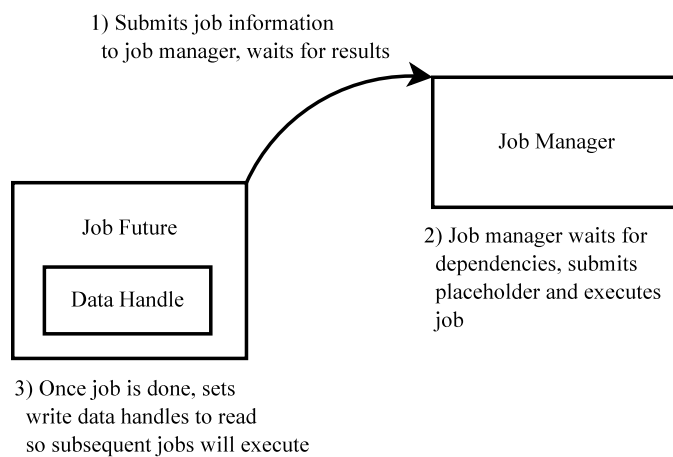 1) Submits job information
to job manager, waits for results
Job Manager
Job Future
Data Handle
2) Job manager waits for
dependencies, submits
placeholder and executes
job
3) Once job is done, sets
write data handles to read
so subsequent jobs will execute